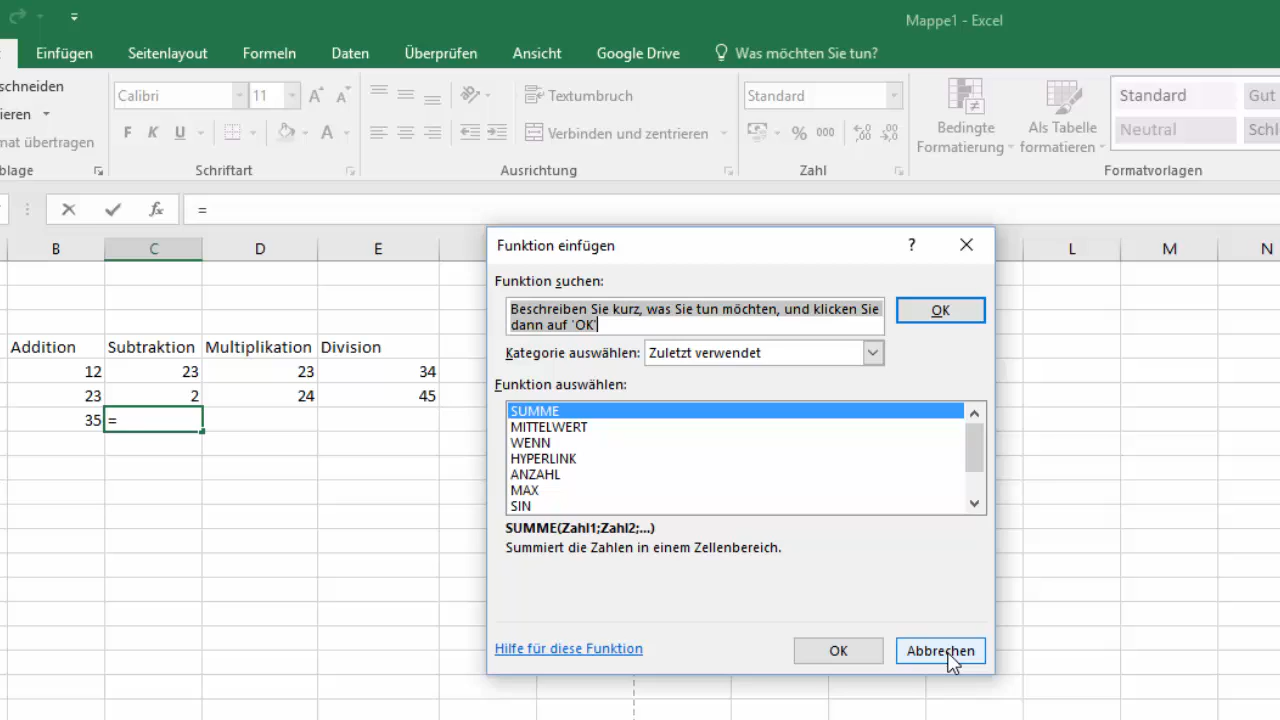 Mappe1 - Excel
Einfügen Seitenlayout Formeln Daten Überprüfen Ansicht Google Drive Was möchten Sie tun?
schneiden
ieren
mat übertragen
blage
Calibri 11
F K U A
Schriftart
Textumbruch
Verbinden und zentrieren
Ausrichtung
Standard
% 000
Zahl
Bedingte
Formatierung
Als Tabelle
formatieren
Standard Gut
Neutral Schl
Formatvorlagen
fx =
B C D E L M N
Addition Subtraktion Multiplikation Division
12 23 23 34
23 2 24 45
35 =
Funktion einfügen ?
Funktion suchen:
Beschreiben Sie kurz, was Sie tun möchten, und klicken Sie
dann auf 'OK'
OK
Kategorie auswählen: Zuletzt verwendet
Funktion auswählen:
SUMME
MITTELWERT
WENN
HYPERLINK
ANZAHL
MAX
SIN
SUMME(Zahl1;Zahl2;...)
Summiert die Zahlen in einem Zellenbereich.
Hilfe für diese Funktion OK Abbrechen